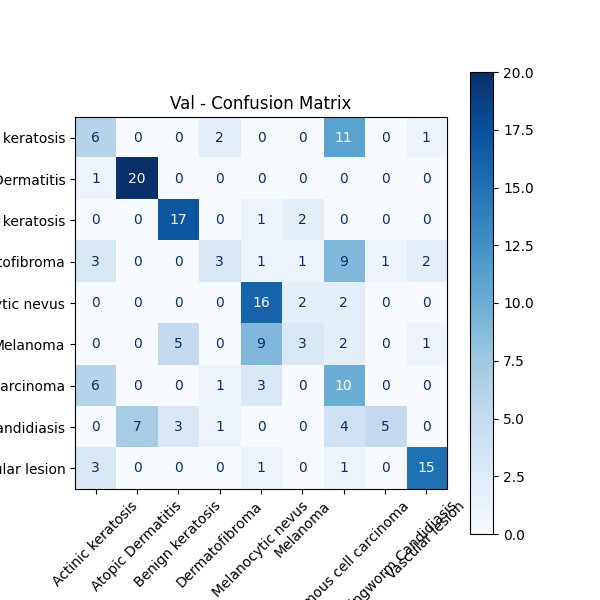 Val - Confusion Matrix
keratosis 6 0 0 2 0 0 11 0 1
Dermatitis 1 20 0 0 0 0 0 0 0
keratosis 0 0 17 0 1 2 0 0 0
tofibroma 3 0 0 3 1 1 9 1 2
ytic nevus 0 0 0 0 16 2 2 0 0
Melanoma 0 0 5 0 9 3 2 0 1
arcinoma 6 0 0 1 3 0 10 0 0
andidiasis 0 7 3 1 0 0 4 5 0
ular lesion 3 0 0 0 1 0 1 0 15
Actinic keratosis
Atopic Dermatitis
Benign keratosis
Dermatofibroma
Melanocytic nevus
Melanoma
mous cell carcinoma
ngworm Candidiasis
Vascular lesion
20.0
17.5
15.0
12.5
10.0
7.5
5.0
2.5
0.0